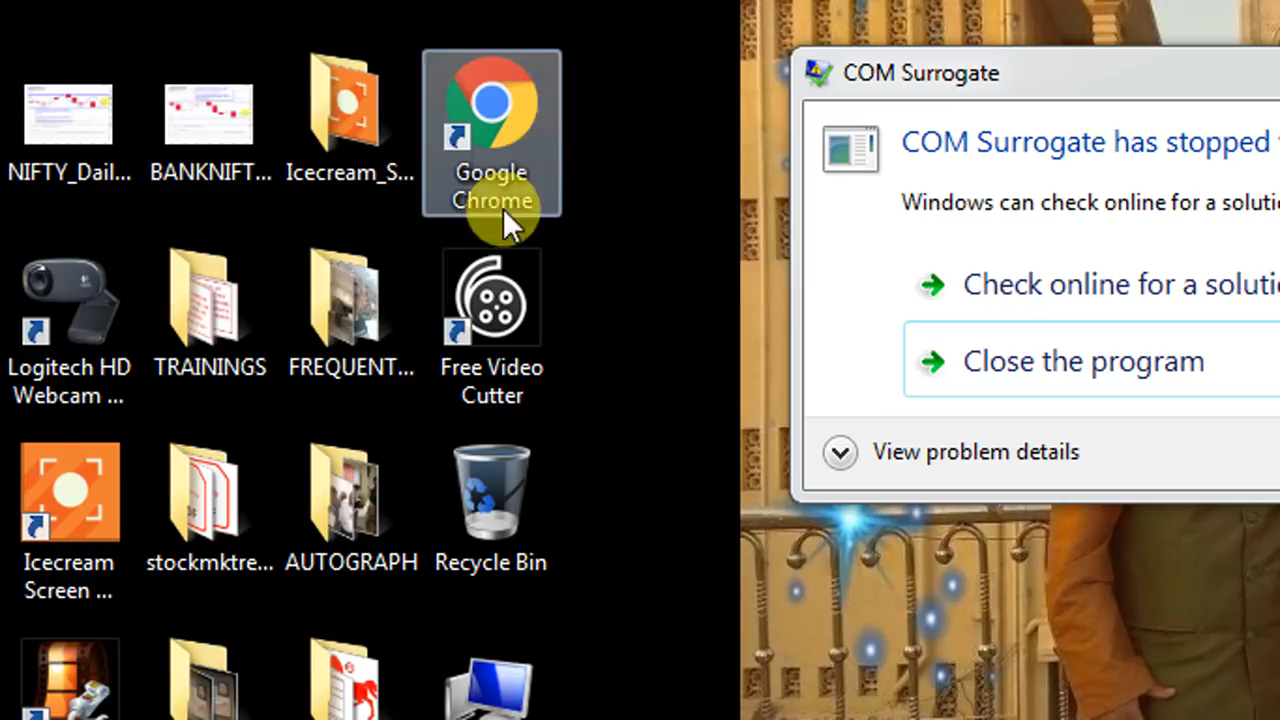 NIFTY_Dail...
BANKNIFT...
Icecream_S...
Google
Chrome
Logitech HD
Webcam ...
TRAININGS
FREQUENT...
Free Video
Cutter
Icecream
Screen ...
stockmktre...
AUTOGRAPH
Recycle Bin
COM Surrogate
COM Surrogate has stopped
Windows can check online for a soluti
Check online for a soluti
Close the program
View problem details